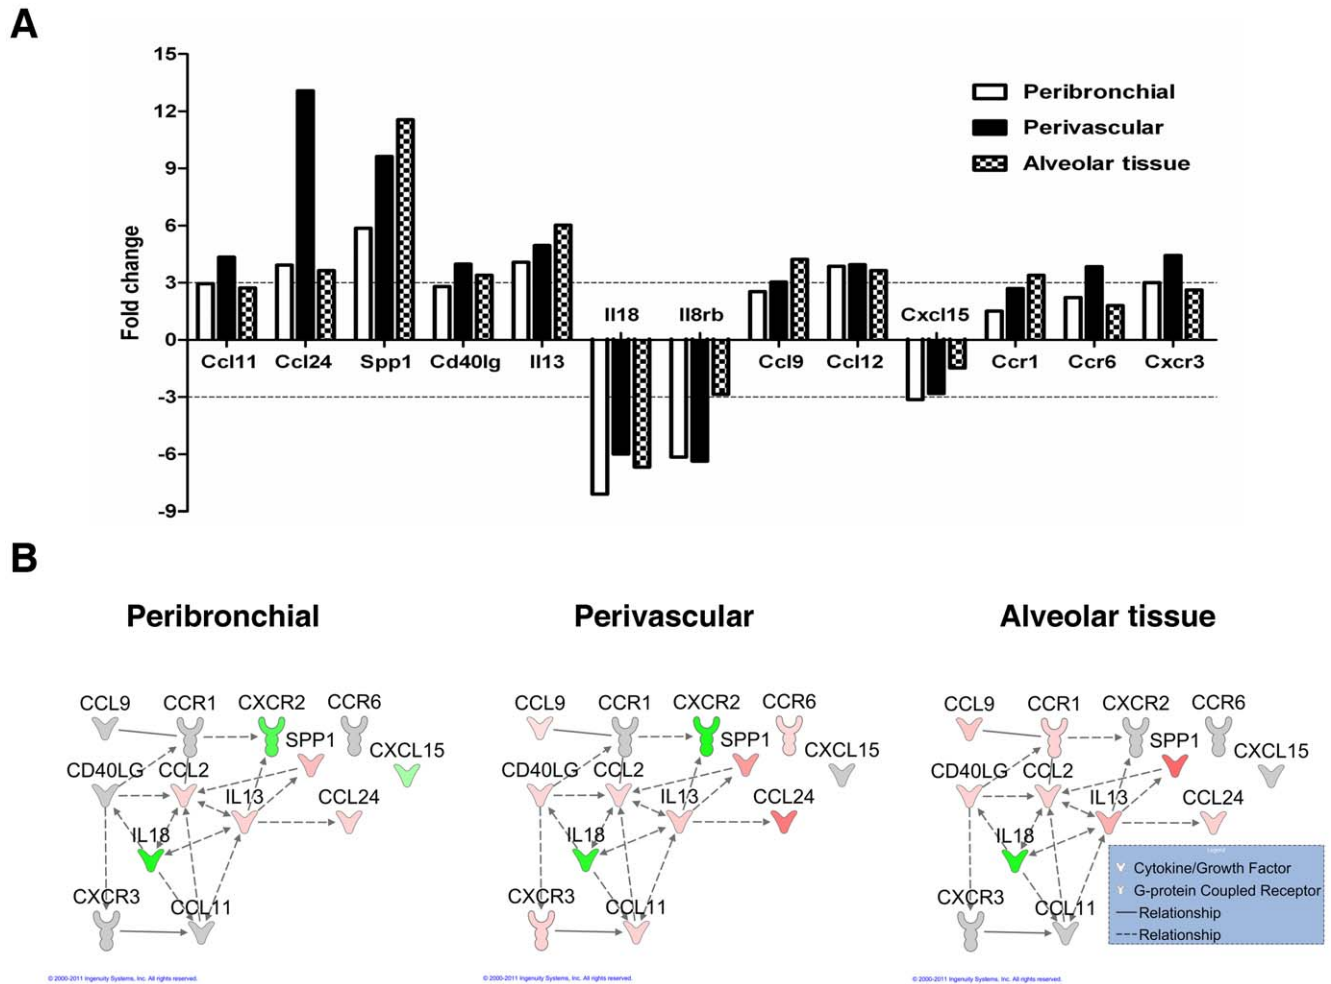 A
15
12
9
6
3
0
-3
-6
-9
Fold change
Peribronchial
Perivascular
Alveolar tissue
Il18 Il8rb Cxcl15
Ccl11 Ccl24 Spp1 Cd40lg Il13 Ccl9 Ccl12 Ccr1 Ccr6 Cxcr3
B
Peribronchial
CCL9 CCR1 CXCR2 CCR6
SPP1
CXCL15
CD40LG CCL2
IL13 CCL24
IL18
CXCR3
CCL11
© 2000-2011 Ingenuity Systems, Inc. All rights reserved.
Perivascular
CCL9 CCR1 CXCR2 CCR6
SPP1
CXCL15
CD40LG CCL2
IL13 CCL24
IL18
CXCR3
CCL11
© 2000-2011 Ingenuity Systems, Inc. All rights reserved.
Alveolar tissue
CCL9 CCR1 CXCR2 CCR6
SPP1
CXCL15
CD40LG CCL2
IL13 CCL24
IL18
CXCR3
CCL11
Legend
Cytokine/Growth Factor
G-protein Coupled Receptor
Relationship
Relationship
© 2000-2011 Ingenuity Systems, Inc. All rights reserved.